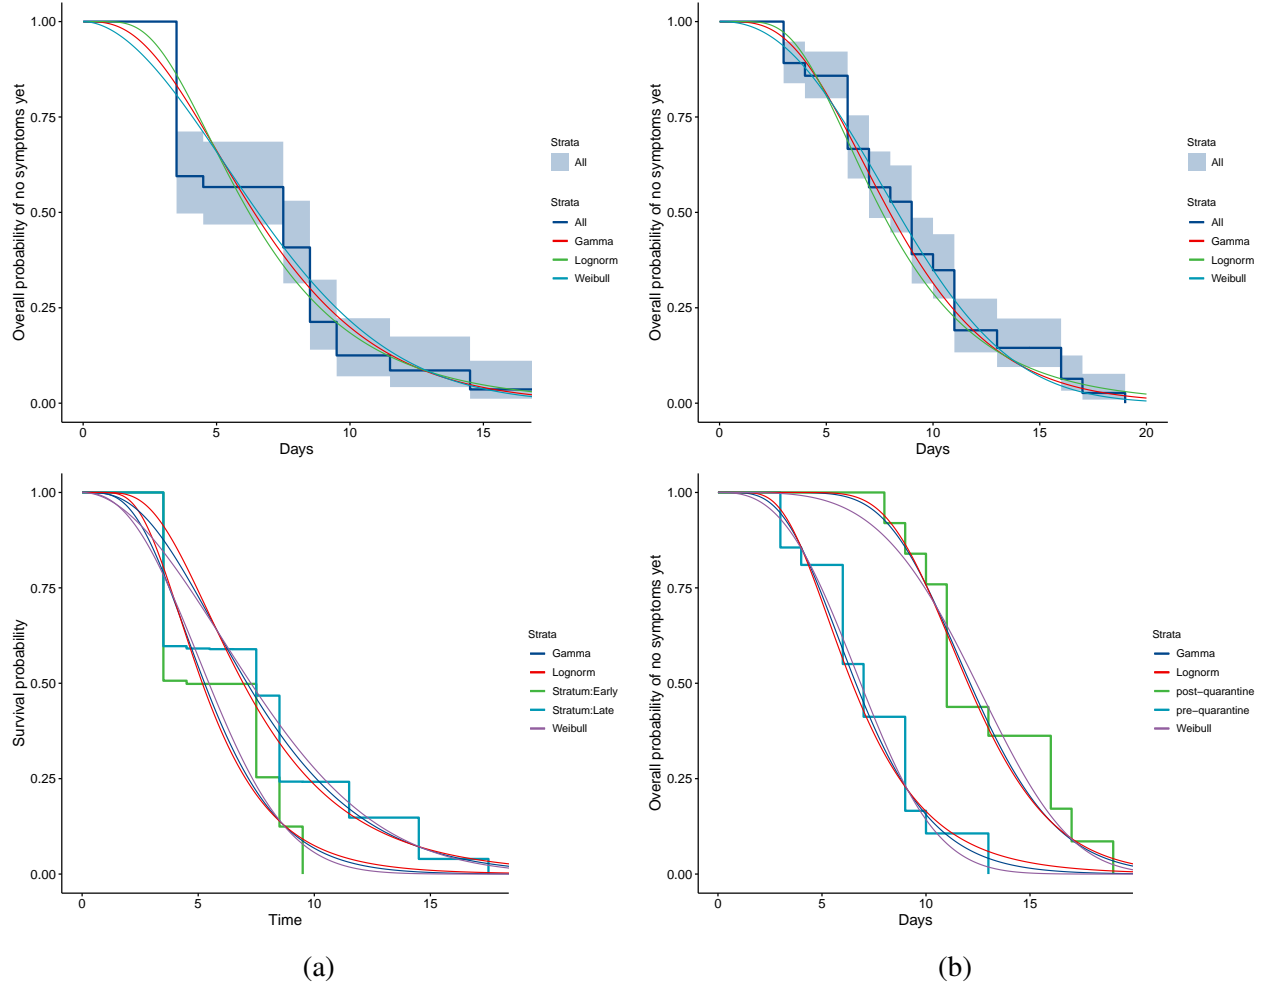 Overall probability of no symptoms yet
1.00
0.75
0.50
0.25
0.00
0
5
10
15
Days
Strata
All
Strata
All
Gamma
Lognorm
Weibull
Overall probability of no symptoms yet
1.00
0.75
0.50
0.25
0.00
0
5
10
15
20
Days
Strata
All
Strata
All
Gamma
Lognorm
Weibull
Survival probability
1.00
0.75
0.50
0.25
0.00
0
5
10
15
Time
Strata
Gamma
Lognorm
Stratum:Early
Stratum:Late
Weibull
Overall probability of no symptoms yet
1.00
0.75
0.50
0.25
0.00
0
5
10
15
Days
Strata
Gamma
Lognorm
post−quarantine
pre−quarantine
Weibull
(a)
(b)